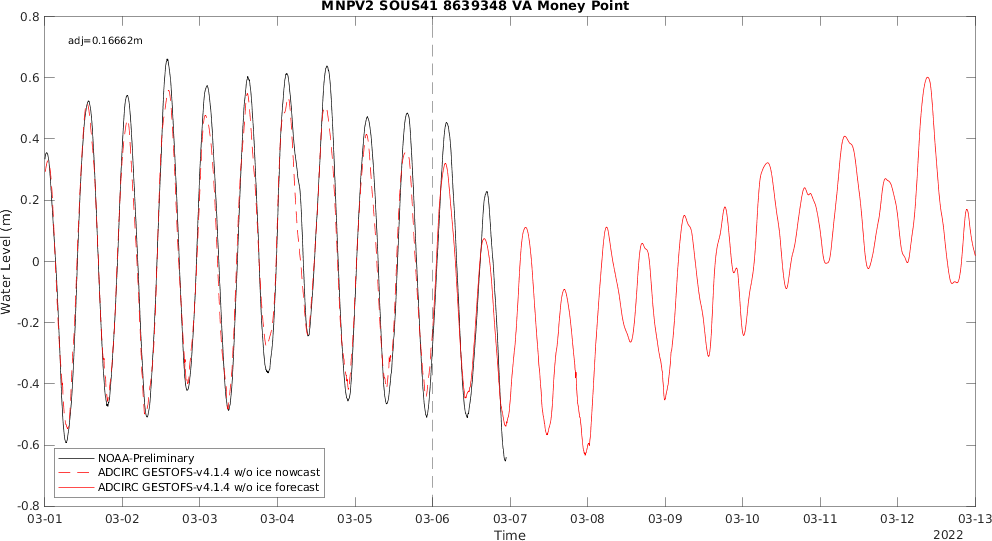 MNPV2 SOUS41 8639348 VA Money Point
adj=0.16662m
0.8
0.6
0.4
0.2
0
-0.2
-0.4
-0.6
-0.8
Water Level (m)
NOAA-Preliminary
ADCIRC GESTOFS-v4.1.4 w/o ice nowcast
ADCIRC GESTOFS-v4.1.4 w/o ice forecast
03-01 03-02 03-03 03-04 03-05 03-06 03-07 03-08 03-09 03-10 03-11 03-12 03-13
Time
2022